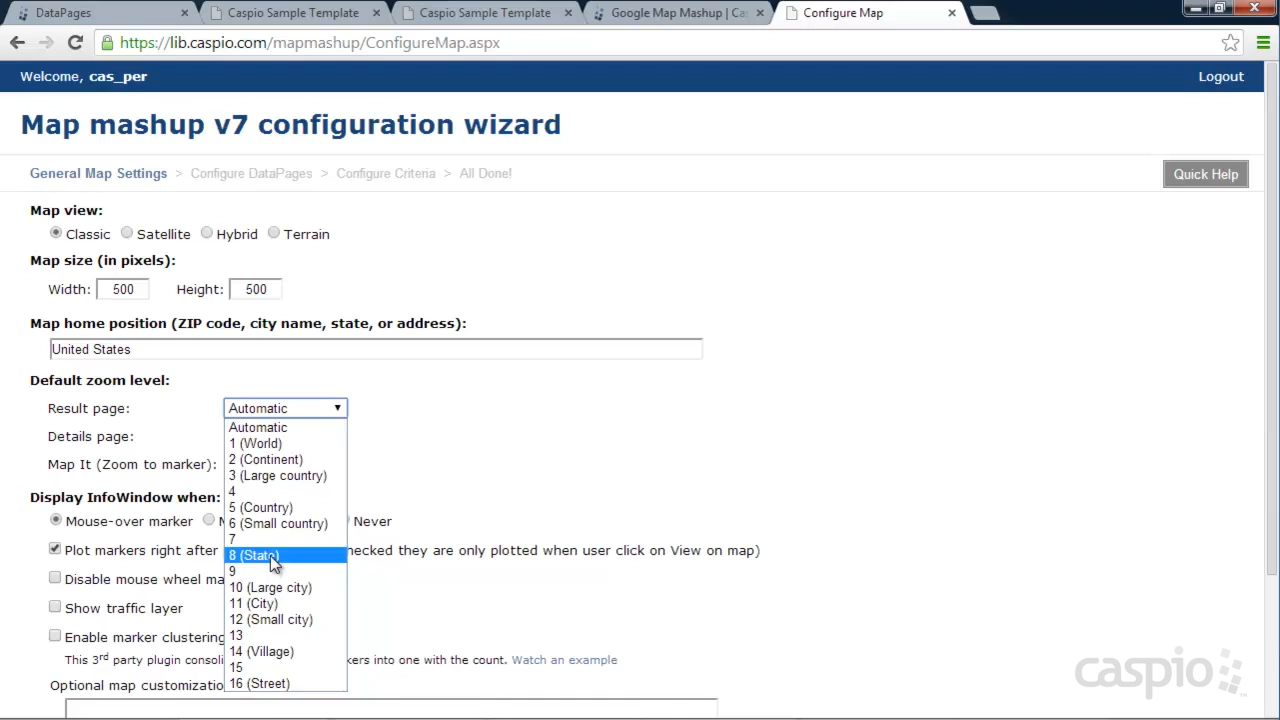 DataPages
Caspio Sample Template
Caspio Sample Template
Google Map Mashup | Ca
Configure Map
https://lib.caspio.com/mapmashup/ConfigureMap.aspx
Welcome, cas_per
Logout
Map mashup v7 configuration wizard
General Map Settings > Configure DataPages > Configure Criteria > All Done!
Quick Help
Map view:
Classic Satellite Hybrid Terrain
Map size (in pixels):
Width: 500 Height: 500
Map home position (ZIP code, city name, state, or address):
United States
Default zoom level:
Result page: Automatic
Automatic
Details page:
1 (World)
2 (Continent)
Map It (Zoom to marker):
3 (Large country)
4
Display InfoWindow when:
5 (Country)
Mouse-over marker
6 (Small country)
Never
7
Plot markers right after
8 (State)
hecked they are only plotted when user click on View on map)
Disable mouse wheel ma
9
10 (Large city)
Show traffic layer
11 (City)
12 (Small city)
Enable marker clustering
13
14 (Village)
This 3rd party plugin consoli
kers into one with the count. Watch an example
15
Optional map customizatio
16 (Street)
caspio